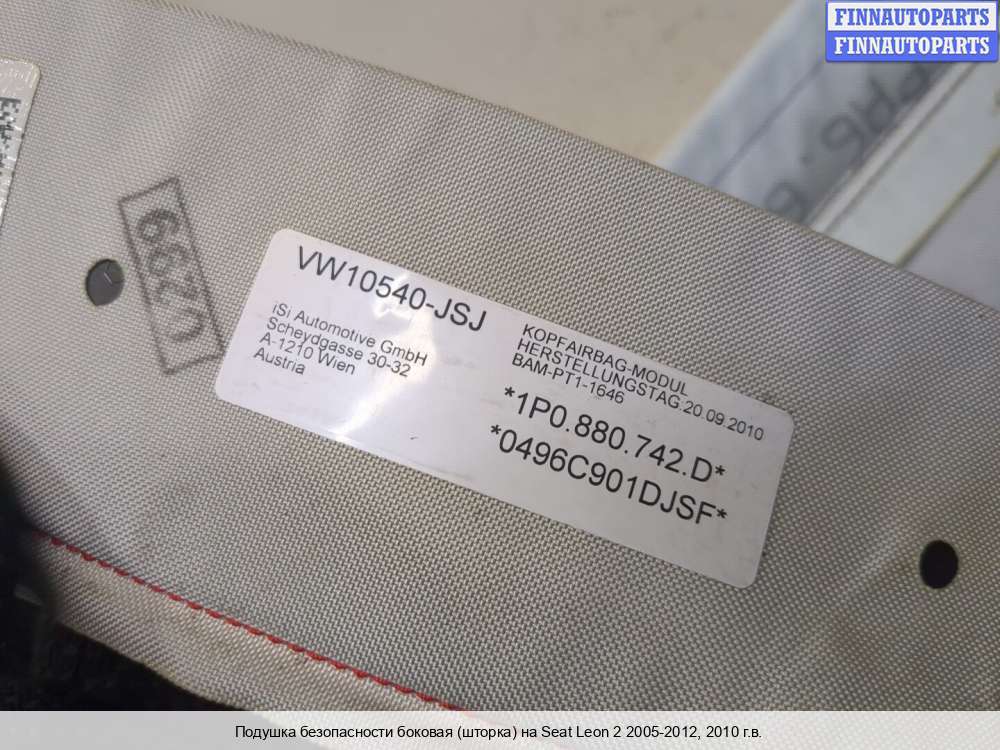 FINNAUTOPARTS
FINNAUTOPARTS
VW10540-JSJ
iSi Automotive GmbH
Scheydgasse 30-32
A-1210 Wien
Austria
KOPFAIRBAG-MODUL
HERSTELLUNGSTAG.20.09.2010
BAM-PT1-1646
*1P0.880.742.D*
*0496C901DJSF*
Подушка безопасности боковая (шторка) на Seat Leon 2 2005-2012, 2010 г.в.